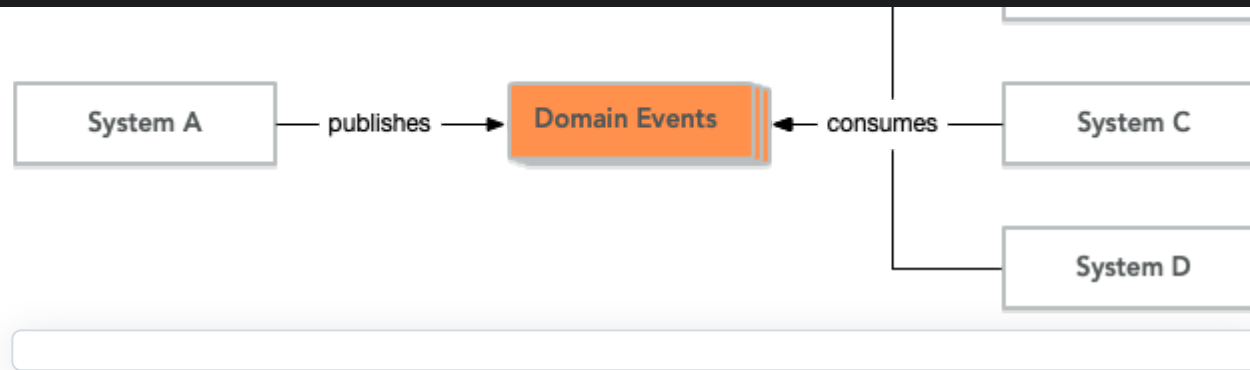 System A
publishes
Domain Events
consumes
System C
System D